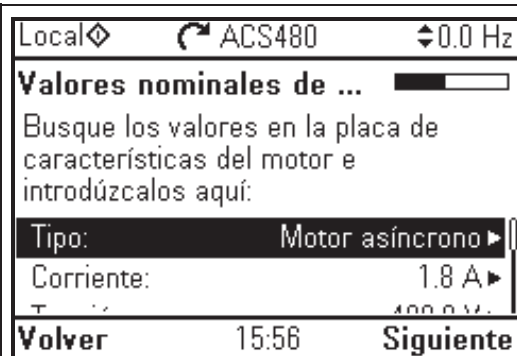 Local ACS480 0.0 Hz
Valores nominales de ...
Busque los valores en la placa de
características del motor e
introdúzcalos aquí:
Tipo: Motor asíncrono
Corriente: 1.8 A
Volver 15:56 Siguiente